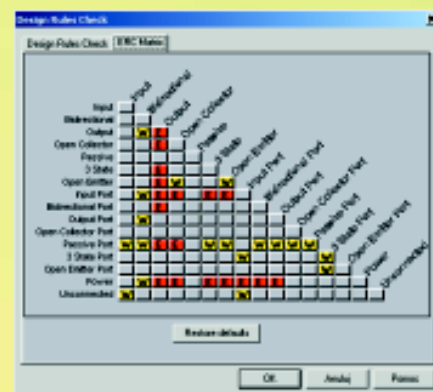 Design Rules Check
Design Rules Check ERC Matrix
Input
Bidirectional
Output
Open Collector
Passive
3 State
Open Emitter
Input Port
Bidirectional Port
Output Port
Open Collector Port
Passive Port
3 State Port
Open Emitter Port
Power
Unconnected
Input
Bidirectional
Output
Open Collector
Passive
3 State
Open Emitter
Input Port
Bidirectional Port
Output Port
Open Collector Port
Passive Port
3 State Port
Open Emitter Port
Power
Unconnected
W
W W
W
W
W W W W W W W W
W W
W
W
W W
Restore defaults
OK Anuluj Pomoc